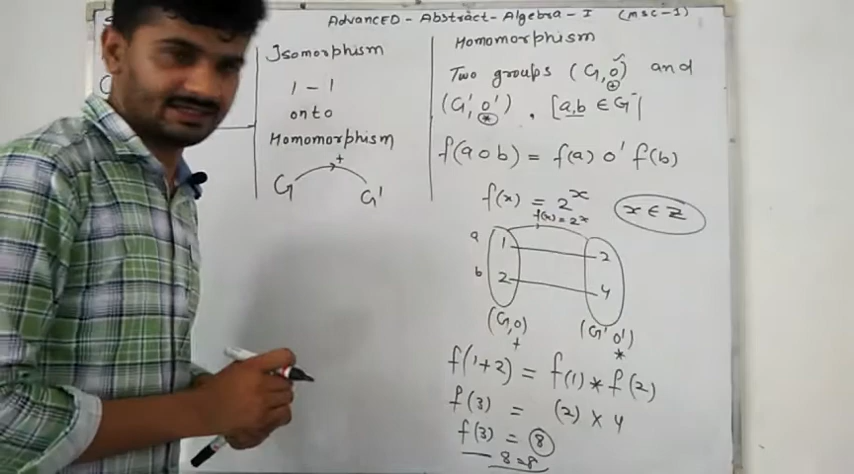 Advanced - Abstract - Algebra - I (msc-1)
Isomorphism
1 - 1
onto
Homomorphism
+
G G'
Homomorphism
Two groups (G, o) and
+
(G', o') , [a,b ∈ G]
*
f(a o b) = f(a) o' f(b)
f(x) = 2^x x ∈ Z
f(x) = 2^x
a 1 2
b 2 4
(G, o) (G' o')
+ *
f(1+2) = f(1) * f(2)
f(3) = (2) × 4
f(3) = 8
8 = 8